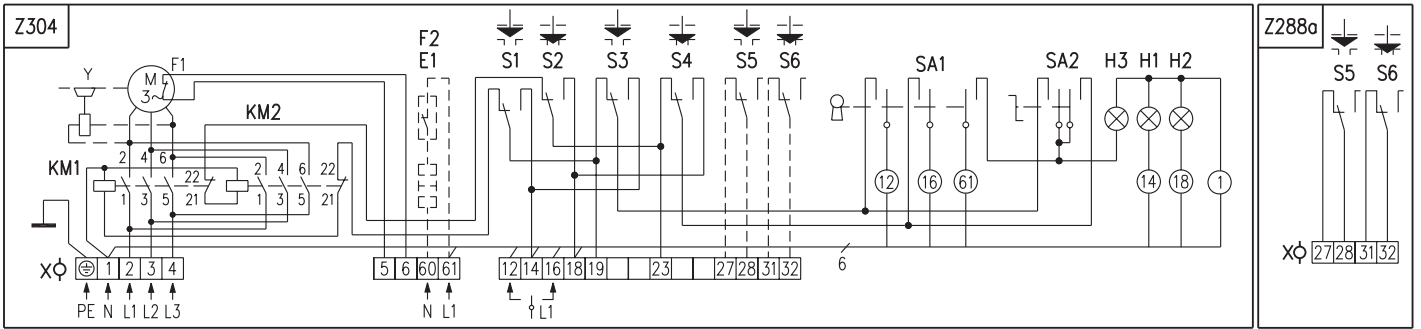 Z304
Z288a
F2
E1
S1 S2 S3 S4 S5 S6 SA1 SA2 H3 H1 H2
S5 S6
Y M 3~ F1
KM2
KM1
2 4 6 22 21 2 4 6 22
1 3 5 1 3 5 21
12 16 61 14 18 1
6
X 1 2 3 4 5 6 60 61 12 14 16 18 19 23 27 28 31 32
X 27 28 31 32
PE N L1 L2 L3 N L1 L1